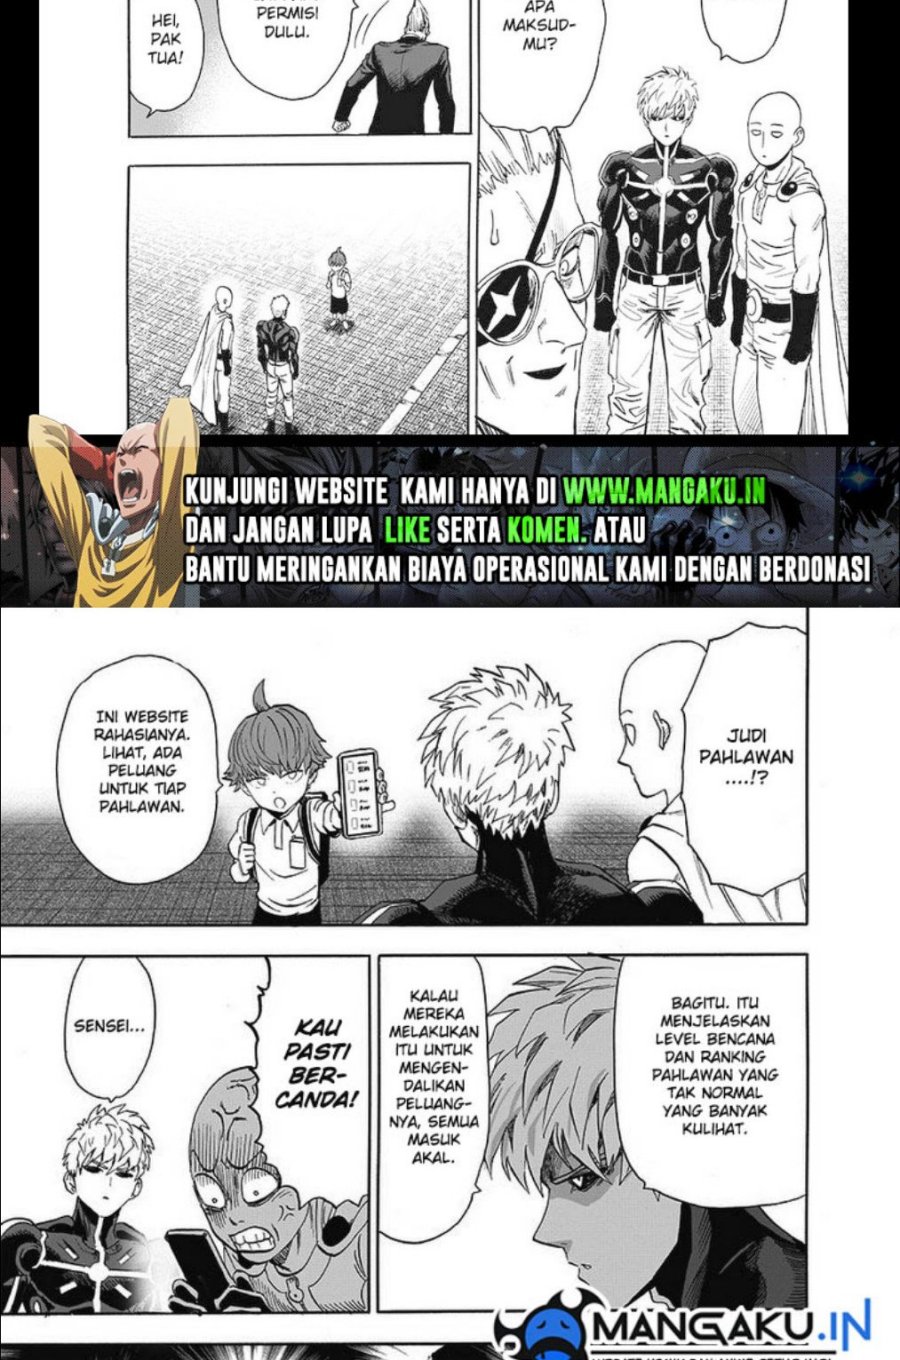 APA
MAKSUD-
MU?
PERMISI
DULU.
HEI,
PAK
TUA!
KUNJUNGI WEBSITE KAMI HANYA DI WWW.MANGAKU.IN
DAN JANGAN LUPA LIKE SERTA KOMEN. ATAU
BANTU MERINGANKAN BIAYA OPERASIONAL KAMI DENGAN BERDONASI
JUDI
PAHLAWAN
....!?
INI WEBSITE
RAHASIANYA.
LIHAT, ADA
PELUANG
UNTUK TIAP
PAHLAWAN.
BAGITU. ITU
MENJELASKAN
LEVEL BENCANA
DAN RANKING
PAHLAWAN YANG
TAK NORMAL
YANG BANYAK
KULIHAT.
KALAU
MEREKA
MELAKUKAN
ITU UNTUK
MENGEN-
DALIKAN
PELUANG-
NYA, SEMUA
MASUK
AKAL.
KAU
PASTI
BER-
CANDA!
SENSEI...
MANGAKU.IN